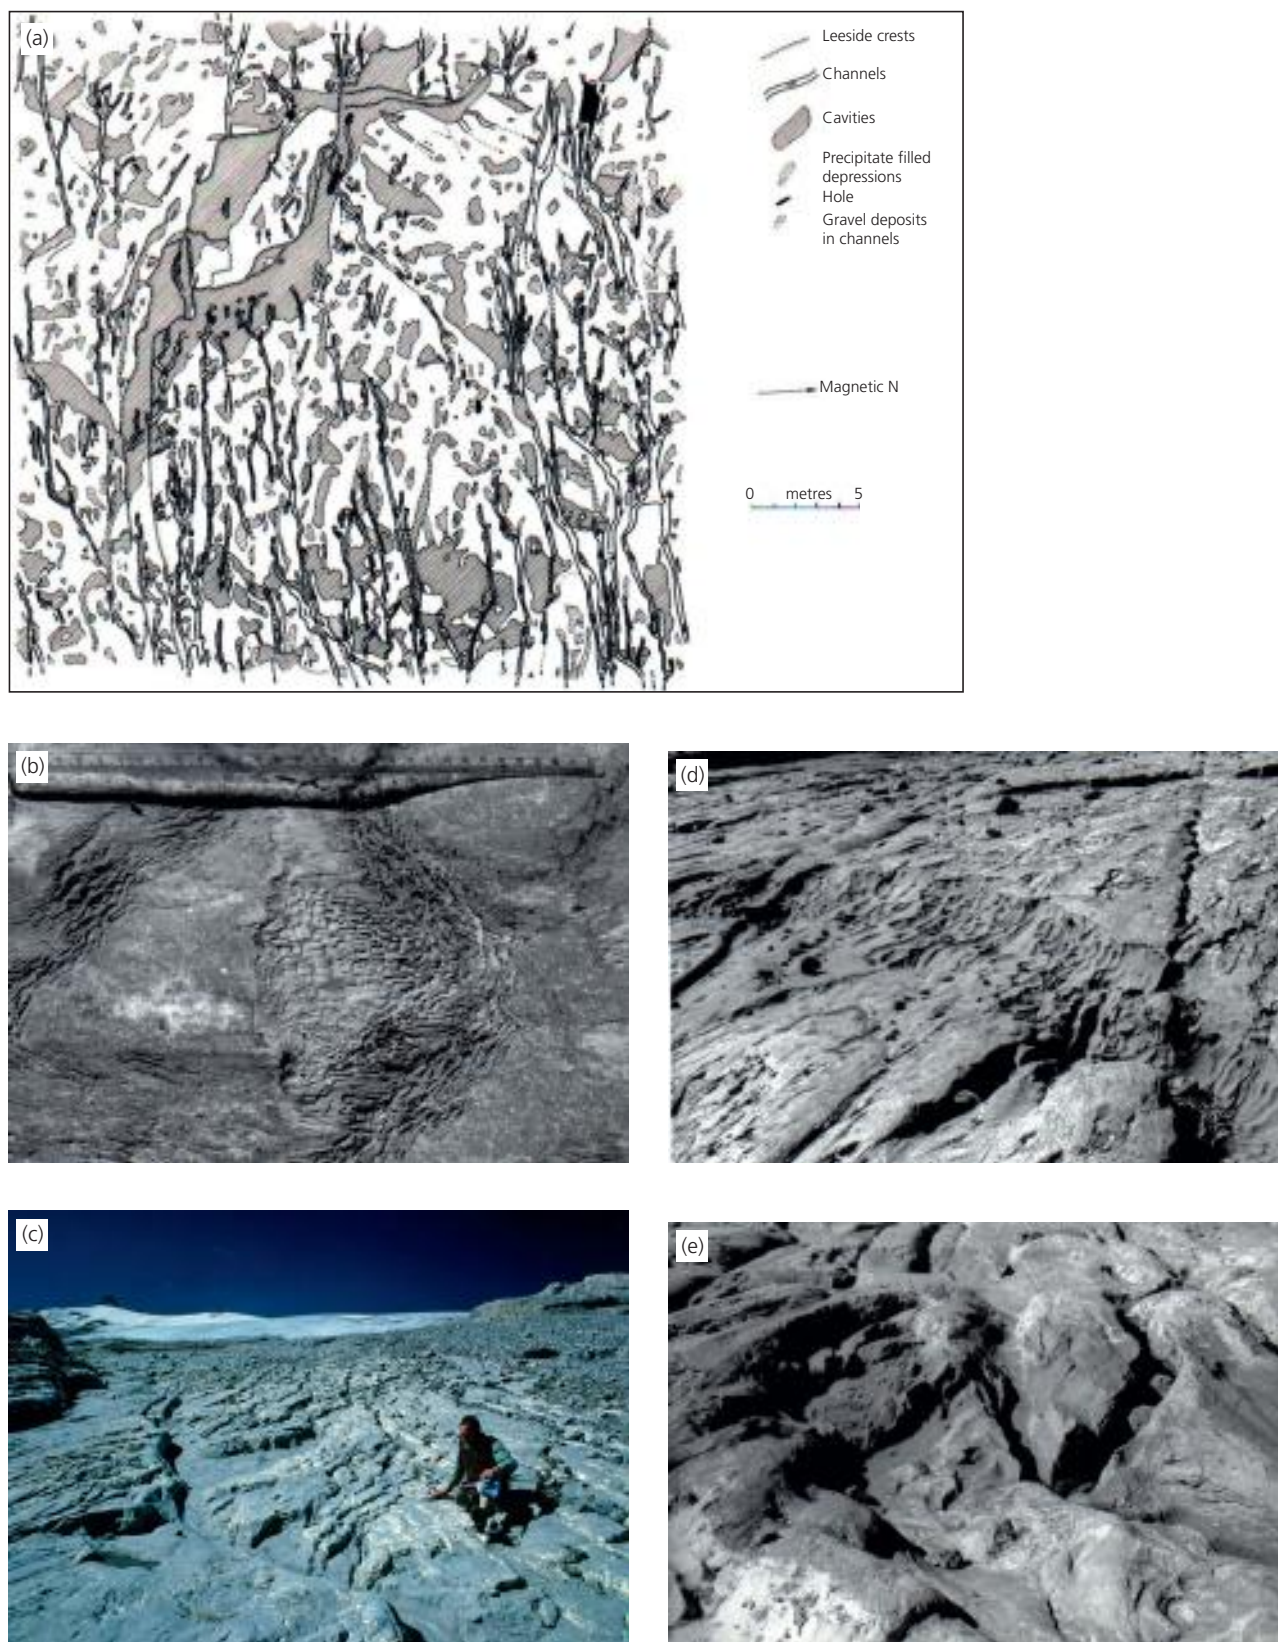 (a)
Leeside crests
Channels
Cavities
Precipitate filled
depressions
Hole
Gravel deposits
in channels
Magnetic N
0 metres 5
(b)
(d)
(c)
(e)